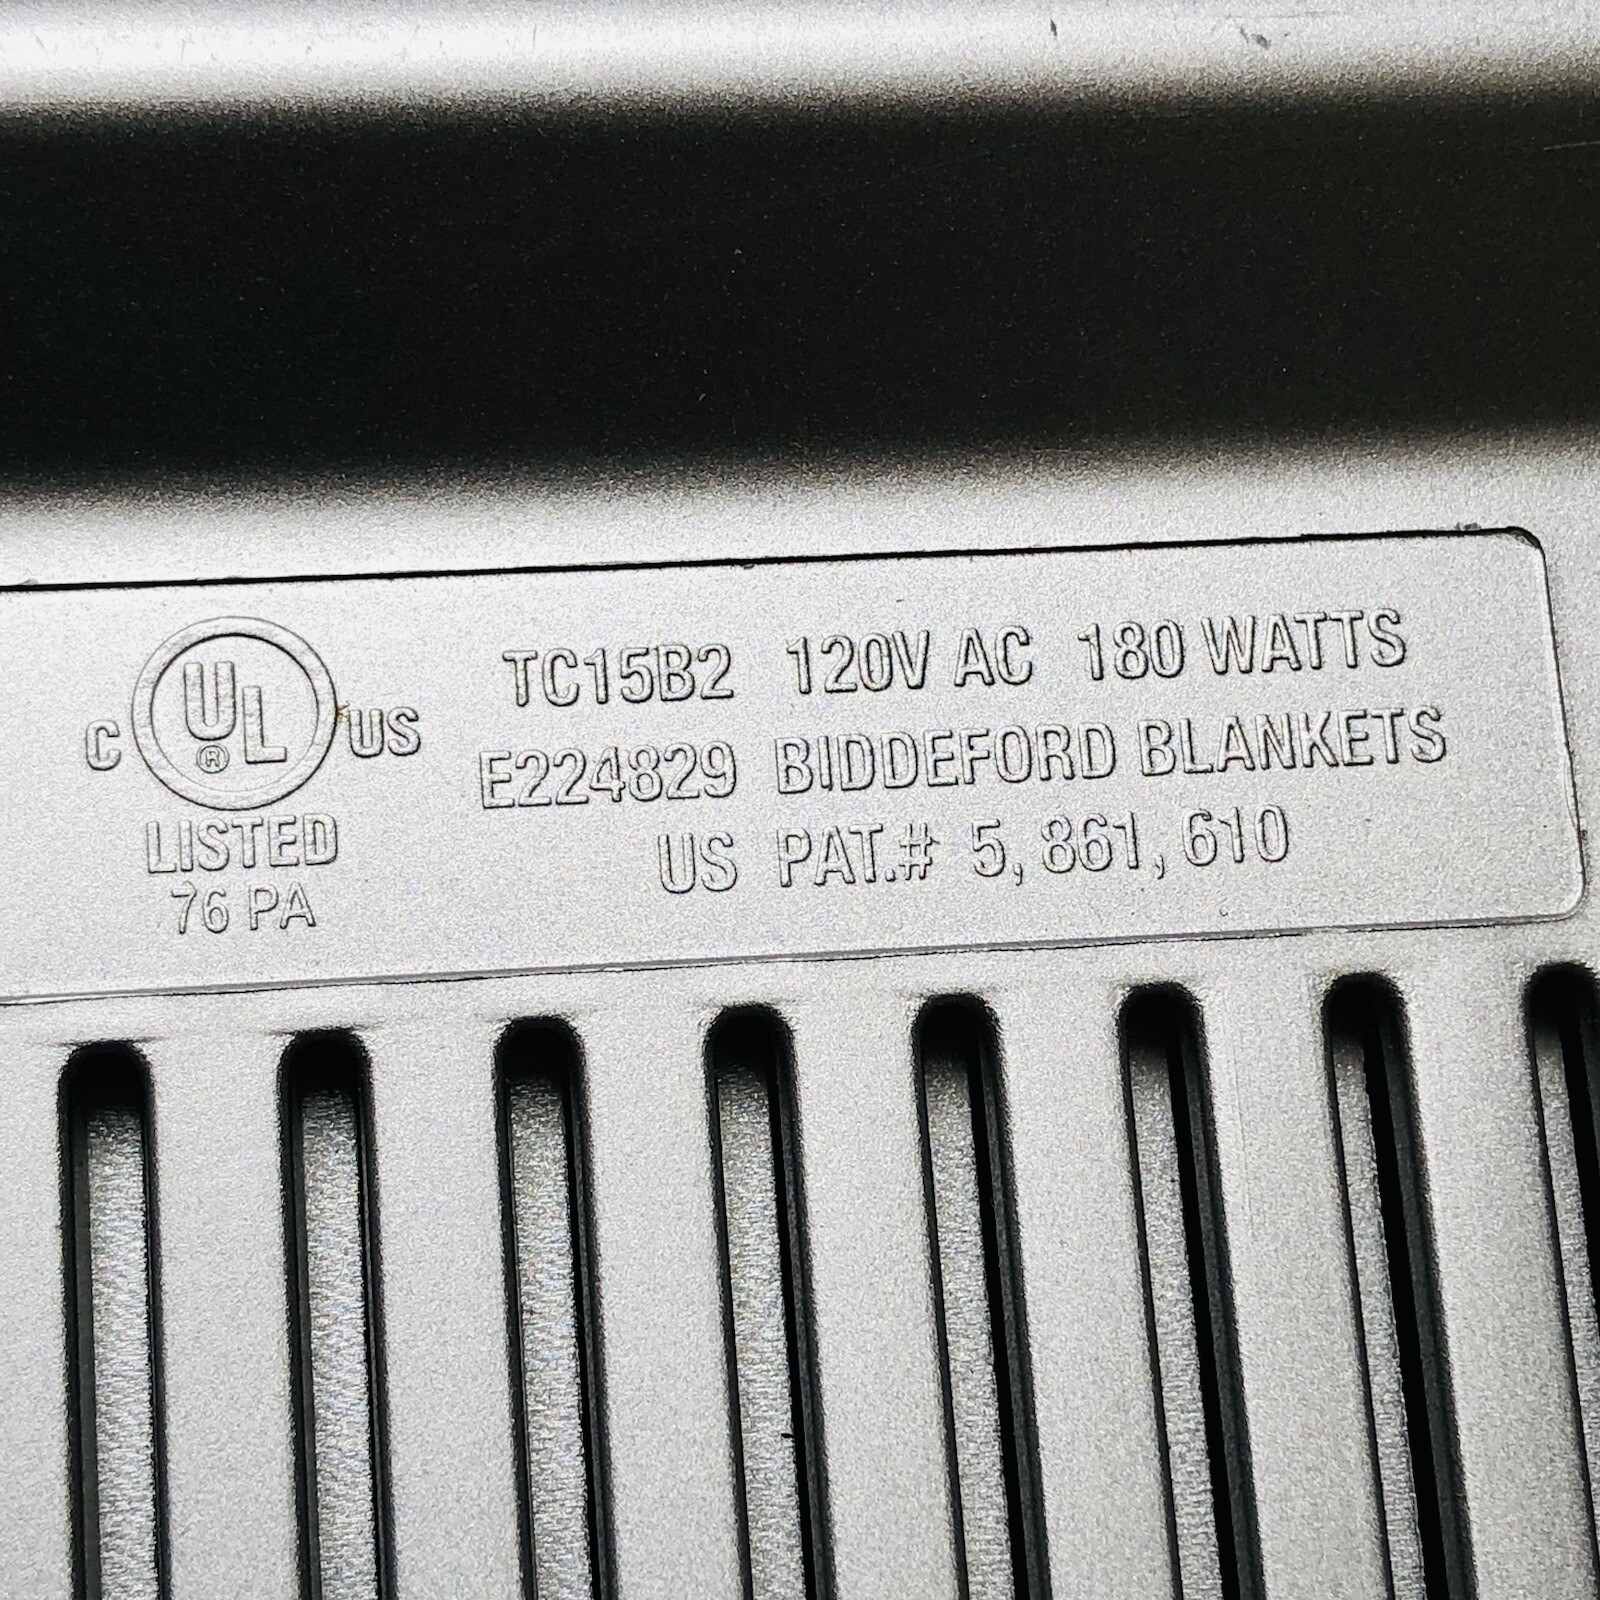 C UL® US
LISTED
76 PA
TC15B2 120V AC 180 WATTS
E224829 BIDDEFORD BLANKETS
US PAT.# 5,861,610